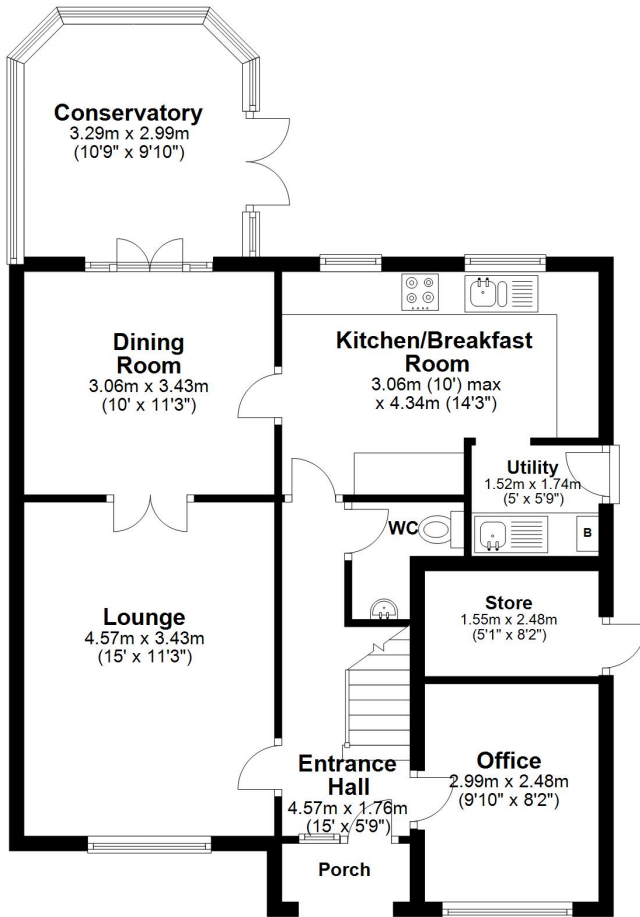 Conservatory
3.29m x 2.99m
(10'9" x 9'10")
Dining
Room
3.06m x 3.43m
(10' x 11'3")
Kitchen/Breakfast
Room
3.06m (10') max
x 4.34m (14'3")
Utility
1.52m x 1.74m
(5' x 5'9")
B
WC
Lounge
4.57m x 3.43m
(15' x 11'3")
Store
1.55m x 2.48m
(5'1" x 8'2")
Entrance
Hall
4.57m x 1.76m
(15' x 5'9")
Office
2.99m x 2.48m
(9'10" x 8'2")
Porch